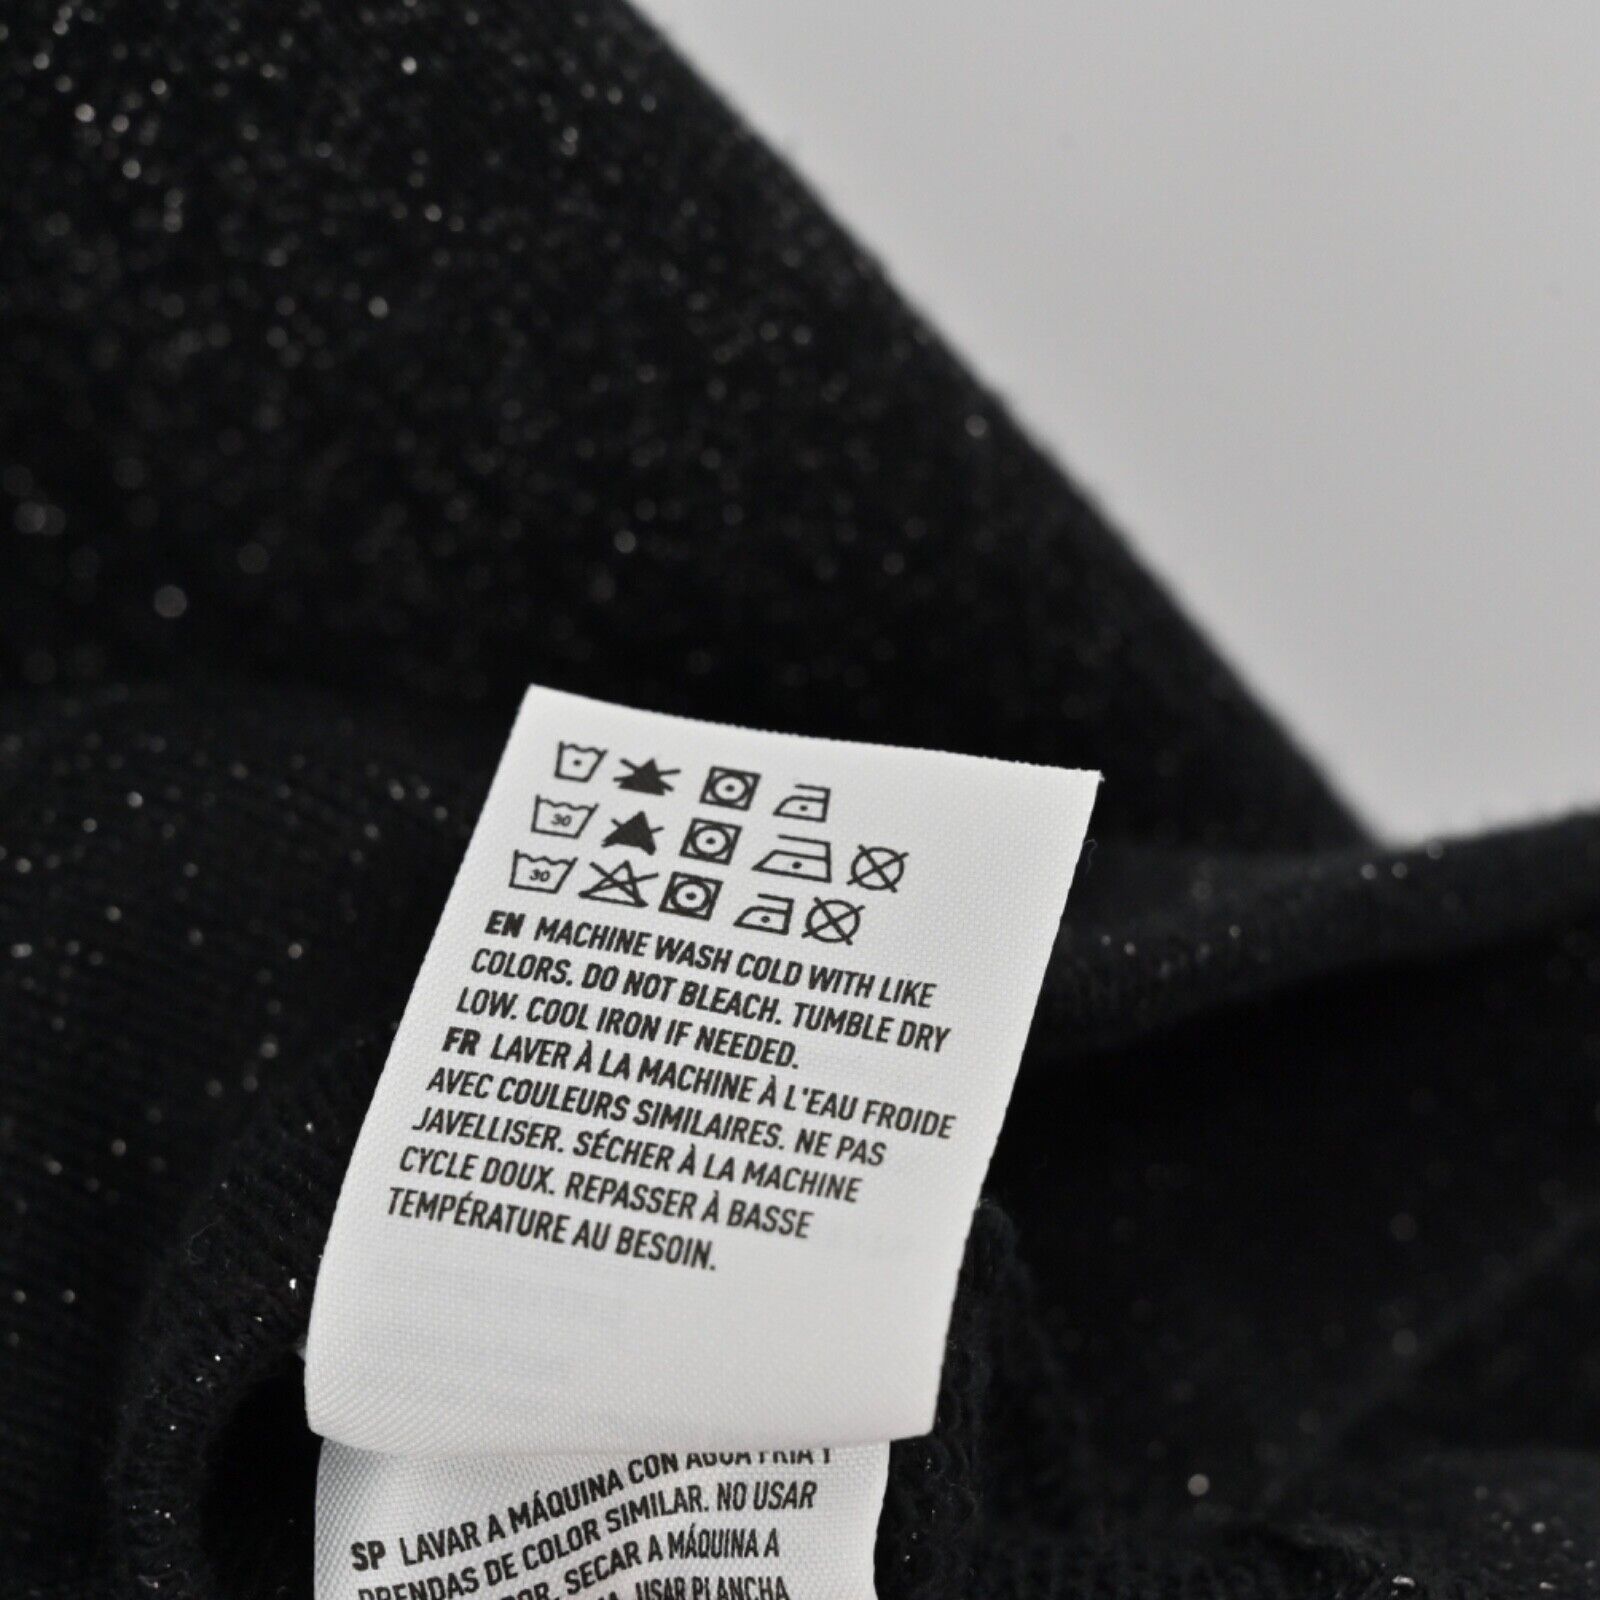 30
30
EN MACHINE WASH COLD WITH LIKE
COLORS. DO NOT BLEACH. TUMBLE DRY
LOW. COOL IRON IF NEEDED.
FR LAVER À LA MACHINE À L'EAU FROIDE
AVEC COULEURS SIMILAIRES. NE PAS
JAVELLISER. SÉCHER À LA MACHINE
CYCLE DOUX. REPASSER À BASSE
TEMPÉRATURE AU BESOIN.
SP LAVAR A MÁQUINA CON AGUA FRIA Y
PRENDAS DE COLOR SIMILAR. NO USAR
SECAR A MÁQUINA A
USAR PLANCHA